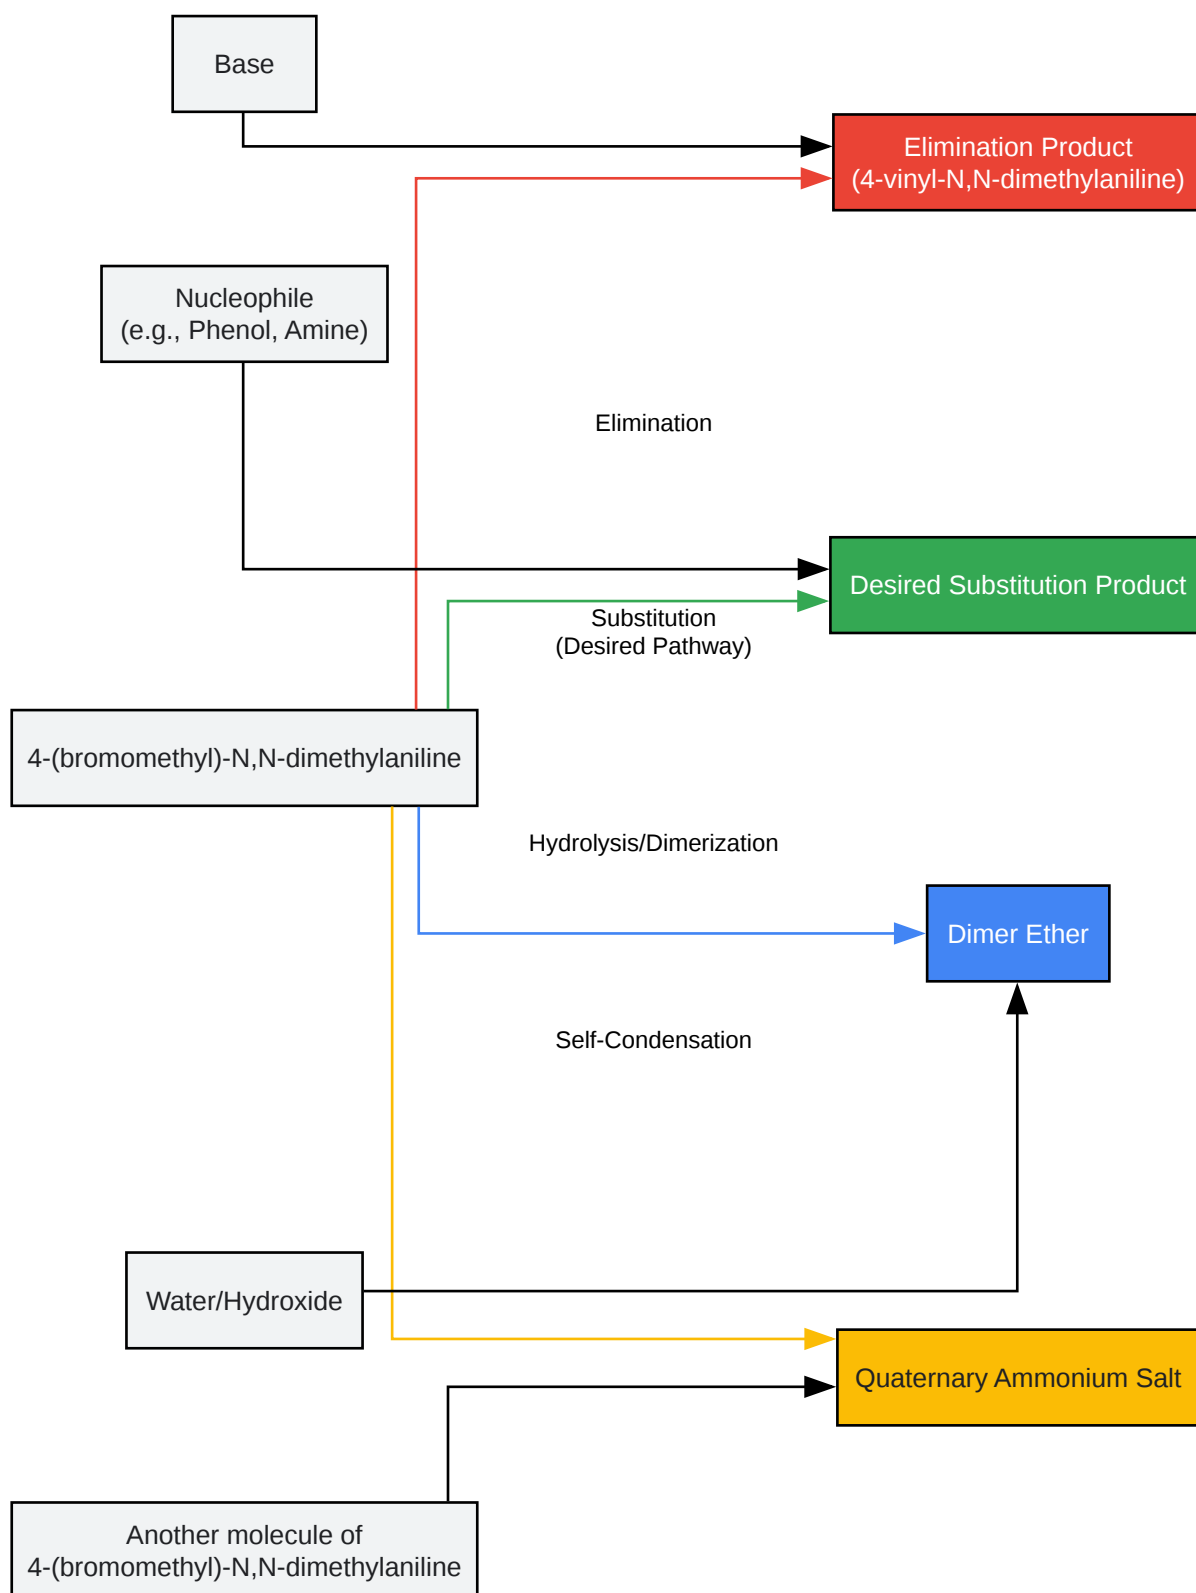 Base
Elimination Product
(4-vinyl-N,N-dimethylaniline)
Nucleophile
(e.g., Phenol, Amine)
Elimination
Desired Substitution Product
Substitution
(Desired Pathway)
4-(bromomethyl)-N,N-dimethylaniline
Hydrolysis/Dimerization
Dimer Ether
Self-Condensation
Water/Hydroxide
Quaternary Ammonium Salt
Another molecule of
4-(bromomethyl)-N,N-dimethylaniline